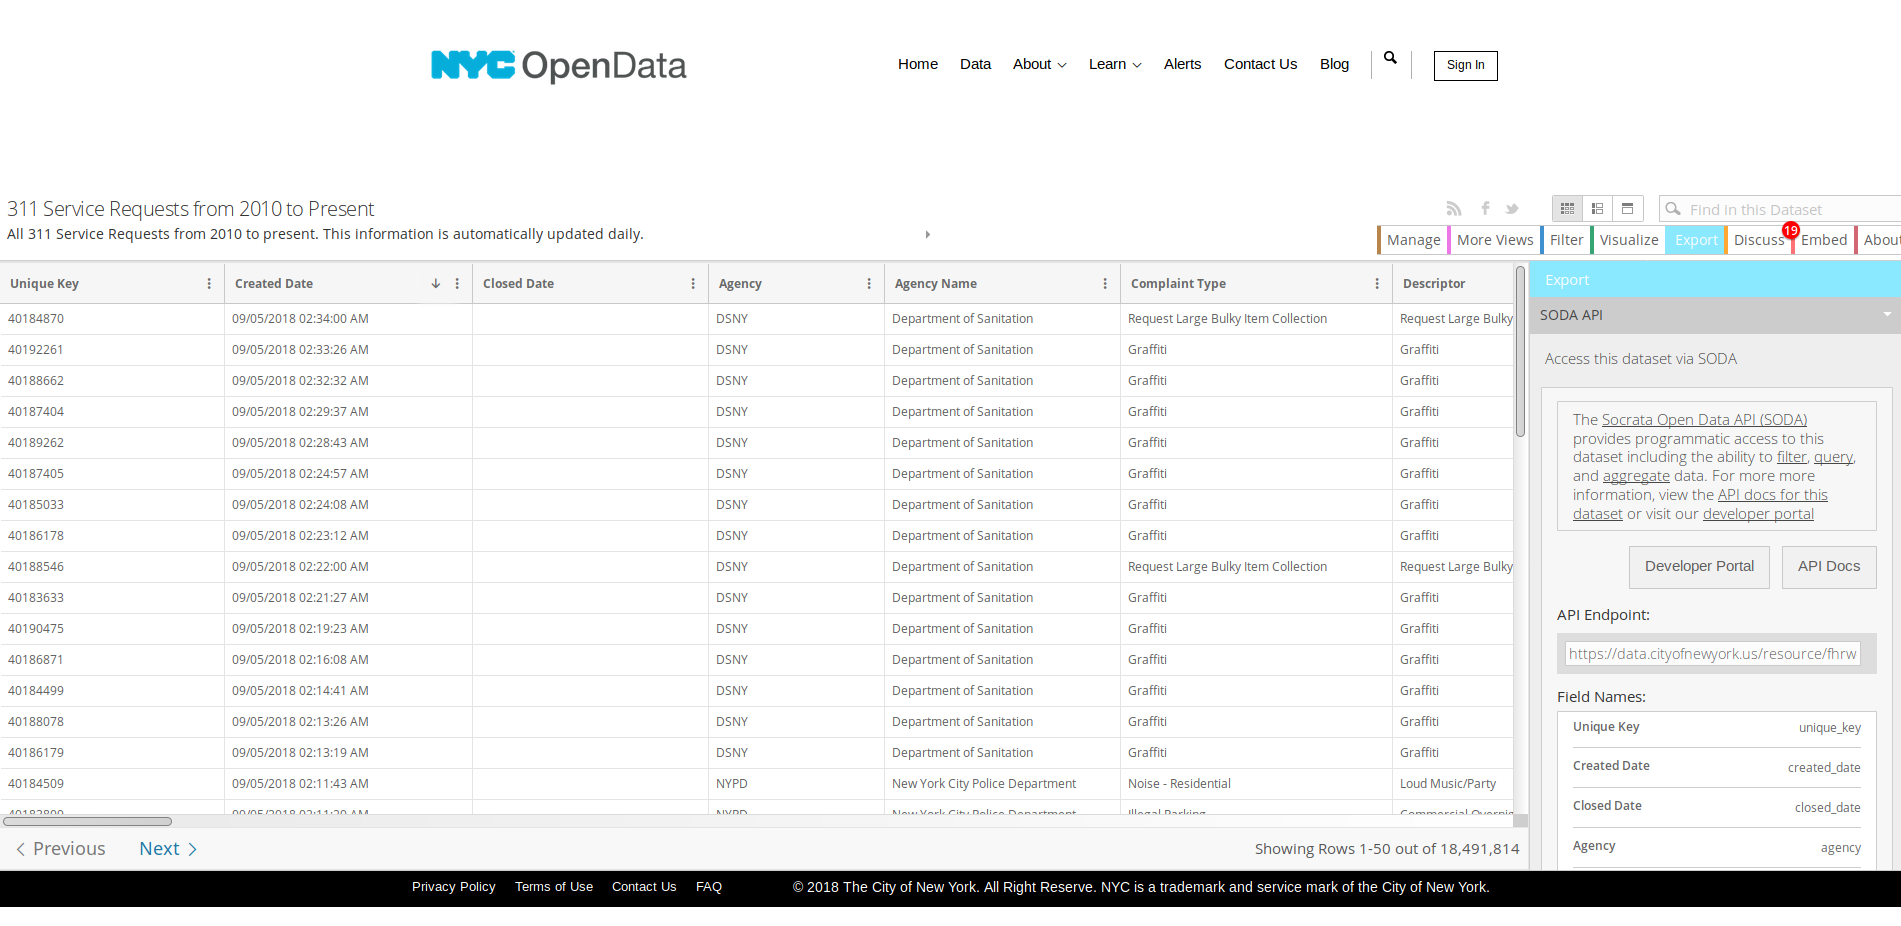 NYC OpenData
Home Data About Learn Alerts Contact Us Blog Sign In
311 Service Requests from 2010 to Present
All 311 Service Requests from 2010 to present. This information is automatically updated daily.
Find in this Dataset
Manage More Views Filter Visualize Export Discuss 19 Embed About
Unique Key Created Date Closed Date Agency Agency Name Complaint Type Descriptor
40184870 09/05/2018 02:34:00 AM DSNY Department of Sanitation Request Large Bulky Item Collection Request Large Bulky
40192261 09/05/2018 02:33:26 AM DSNY Department of Sanitation Graffiti Graffiti
40188662 09/05/2018 02:32:32 AM DSNY Department of Sanitation Graffiti Graffiti
40187404 09/05/2018 02:29:37 AM DSNY Department of Sanitation Graffiti Graffiti
40189262 09/05/2018 02:28:43 AM DSNY Department of Sanitation Graffiti Graffiti
40187405 09/05/2018 02:24:57 AM DSNY Department of Sanitation Graffiti Graffiti
40185033 09/05/2018 02:24:08 AM DSNY Department of Sanitation Graffiti Graffiti
40186178 09/05/2018 02:23:12 AM DSNY Department of Sanitation Graffiti Graffiti
40188546 09/05/2018 02:22:00 AM DSNY Department of Sanitation Request Large Bulky Item Collection Request Large Bulky
40183633 09/05/2018 02:21:27 AM DSNY Department of Sanitation Graffiti Graffiti
40190475 09/05/2018 02:19:23 AM DSNY Department of Sanitation Graffiti Graffiti
40186871 09/05/2018 02:16:08 AM DSNY Department of Sanitation Graffiti Graffiti
40184499 09/05/2018 02:14:41 AM DSNY Department of Sanitation Graffiti Graffiti
40188078 09/05/2018 02:13:26 AM DSNY Department of Sanitation Graffiti Graffiti
40186179 09/05/2018 02:13:19 AM DSNY Department of Sanitation Graffiti Graffiti
40184509 09/05/2018 02:11:43 AM NYPD New York City Police Department Noise - Residential Loud Music/Party
NYPD New York City Police Department Illegal Parking Commercial
Previous Next Showing Rows 1-50 out of 18,491,814
Export
SODA API
Access this dataset via SODA
The Socrata Open Data API (SODA)
provides programmatic access to this
dataset including the ability to filter, query,
and aggregate data. For more more
information, view the API docs for this
dataset or visit our developer portal
Developer Portal API Docs
API Endpoint:
https://data.cityofnewyork.us/resource/fhrw
Field Names:
Unique Key unique_key
Created Date created_date
Closed Date closed_date
Agency agency
Privacy Policy Terms of Use Contact Us FAQ © 2018 The City of New York. All Right Reserve. NYC is a trademark and service mark of the City of New York.